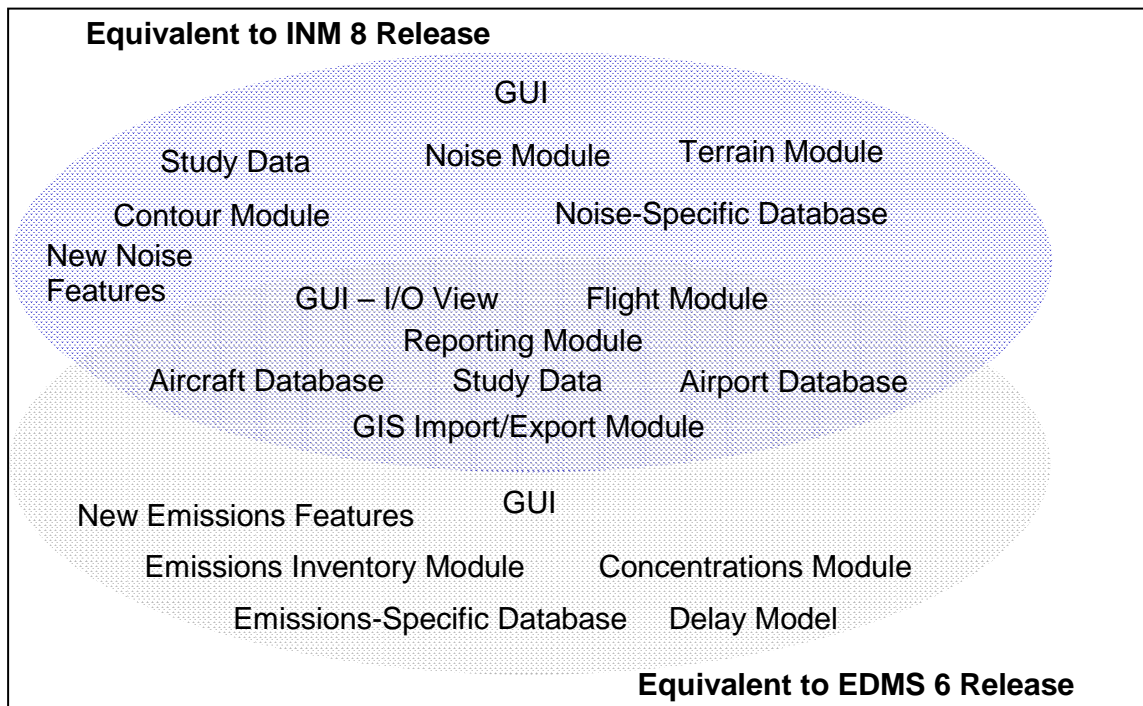 Equivalent to INM 8 Release
GUI
Study Data
Noise Module
Terrain Module
Contour Module
Noise-Specific Database
New Noise
Features
GUI – I/O View
Flight Module
Reporting Module
Aircraft Database
Study Data
Airport Database
GIS Import/Export Module
GUI
New Emissions Features
Emissions Inventory Module
Concentrations Module
Emissions-Specific Database
Delay Model
Equivalent to EDMS 6 Release